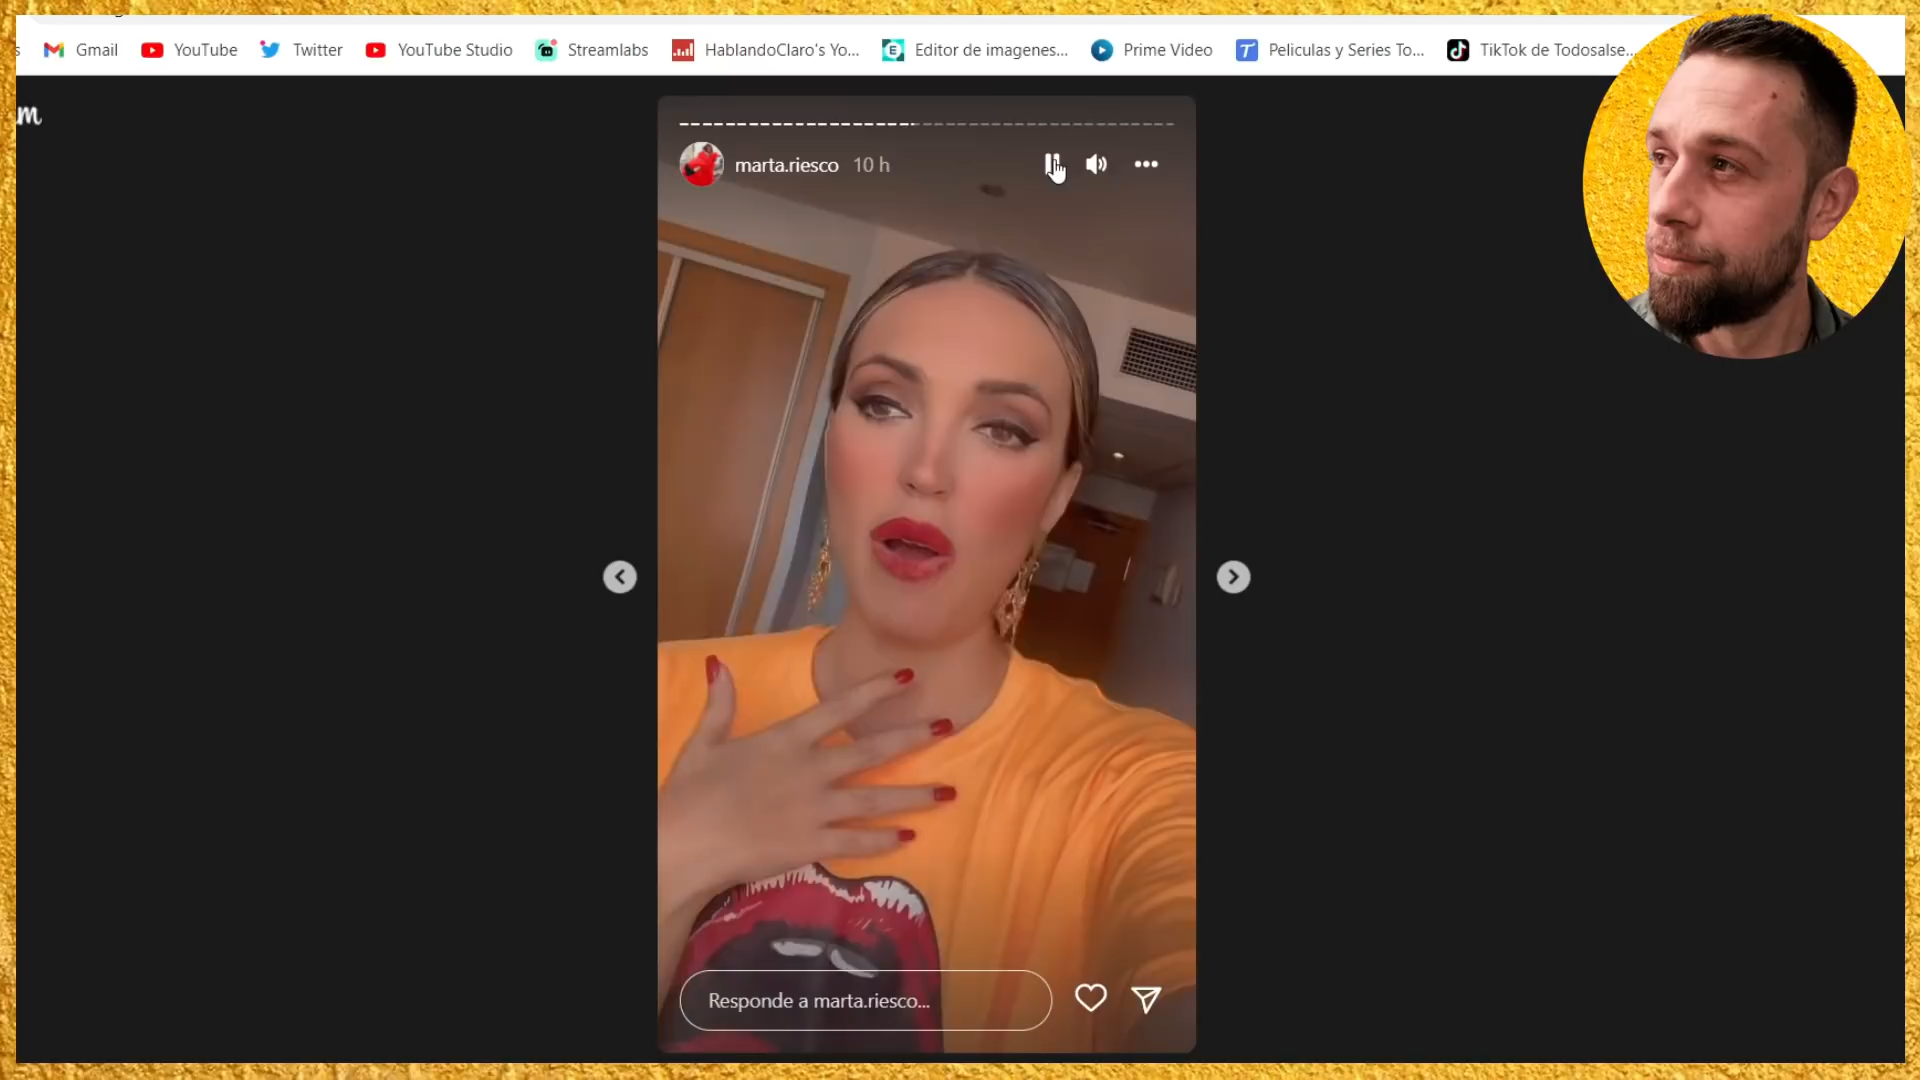 Gmail YouTube Twitter YouTube Studio Streamlabs HablandoClaro's Yo... Editor de imagenes... Prime Video Peliculas y Series To... TikTok de Todosalse...
m
marta.riesco 10 h
Responde a marta.riesco...